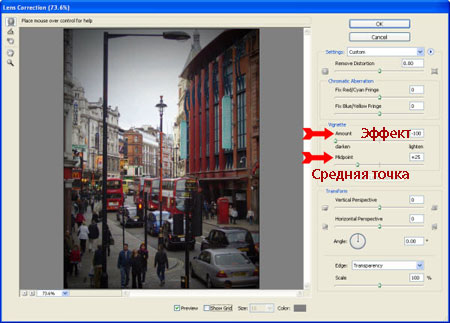 Lens Correction (73.6%)
Place mouse over control for help
OK
Cancel
Settings: Custom
Remove Distortion 0.00
Chromatic Aberration
Fix Red/Cyan Fringe 0
Fix Blue/Yellow Fringe 0
Vignette
Amount Эффект -100
darken lighten
Midpoint +25
Средняя точка
Transform
Vertical Perspective 0
Horizontal Perspective 0
Angle: 0.00 °
Edge: Transparency
Scale 100 %
73.6%
Preview Show Grid Size: 16 Color: